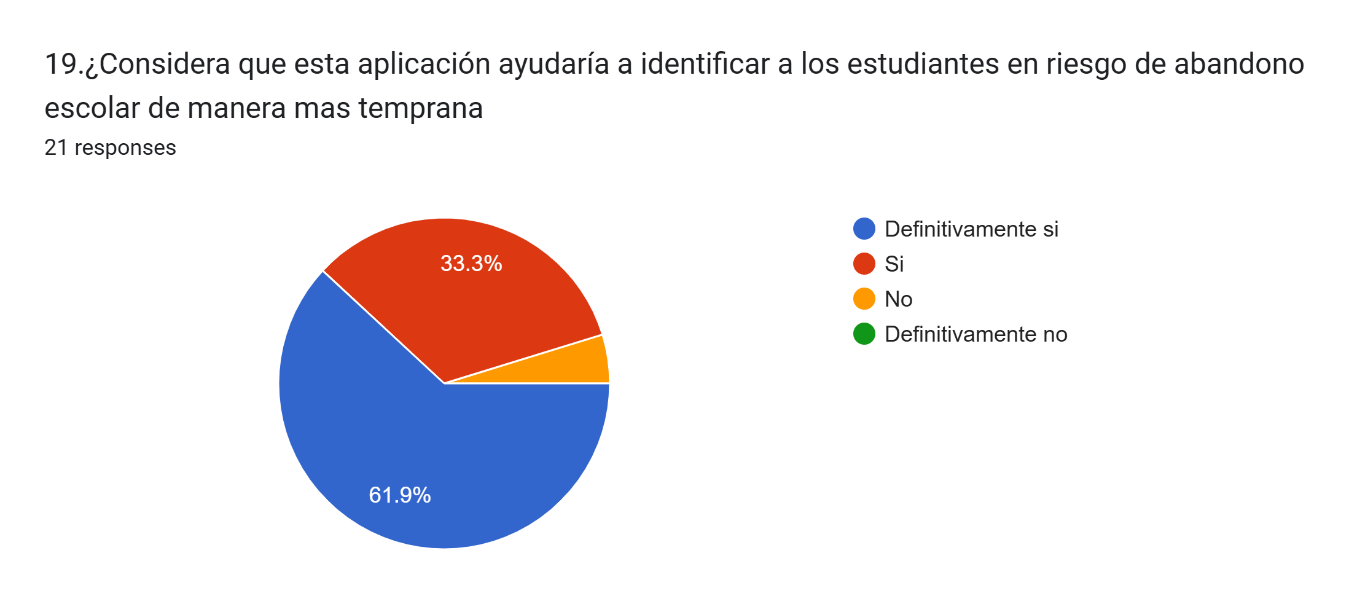 19.¿Considera que esta aplicación ayudaría a identificar a los estudiantes en riesgo de abandono
escolar de manera mas temprana
21 responses
33.3%
61.9%
Definitivamente si
Si
No
Definitivamente no